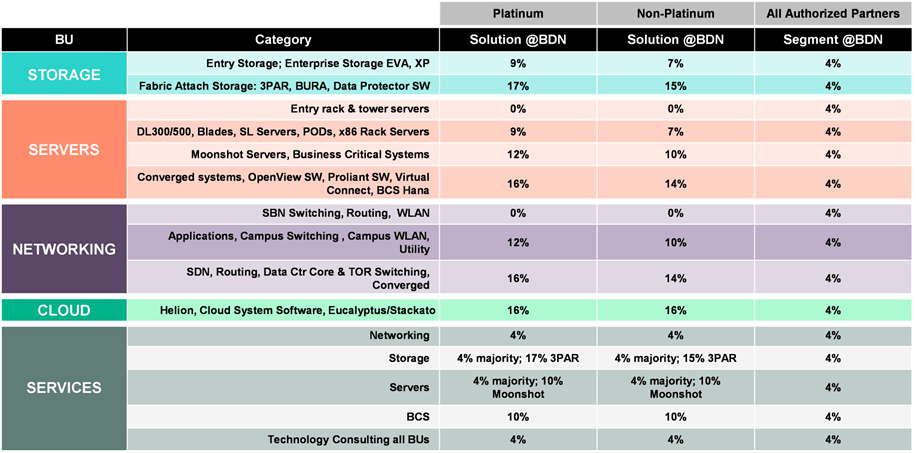 Platinum Non-Platinum All Authorized Partners
BU Category Solution @BDN Solution @BDN Segment @BDN
STORAGE
Entry Storage; Enterprise Storage EVA, XP 9% 7% 4%
Fabric Attach Storage: 3PAR, BURA, Data Protector SW 17% 15% 4%
SERVERS
Entry rack & tower servers 0% 0% 4%
DL300/500, Blades, SL Servers, PODs, x86 Rack Servers 9% 7% 4%
Moonshot Servers, Business Critical Systems 12% 10% 4%
Converged systems, OpenView SW, Proliant SW, Virtual
Connect, BCS Hana 16% 14% 4%
NETWORKING
SBN Switching, Routing, WLAN 0% 0% 4%
Applications, Campus Switching , Campus WLAN,
Utility 12% 10% 4%
SDN, Routing, Data Ctr Core & TOR Switching,
Converged 16% 14% 4%
CLOUD Helion, Cloud System Software, Eucalyptus/Stackato 16% 16% 4%
SERVICES
Networking 4% 4% 4%
Storage 4% majority; 17% 3PAR 4% majority; 15% 3PAR 4%
Servers 4% majority; 10%
Moonshot 4% majority; 10%
Moonshot 4%
BCS 10% 10% 4%
Technology Consulting all BUs 4% 4% 4%